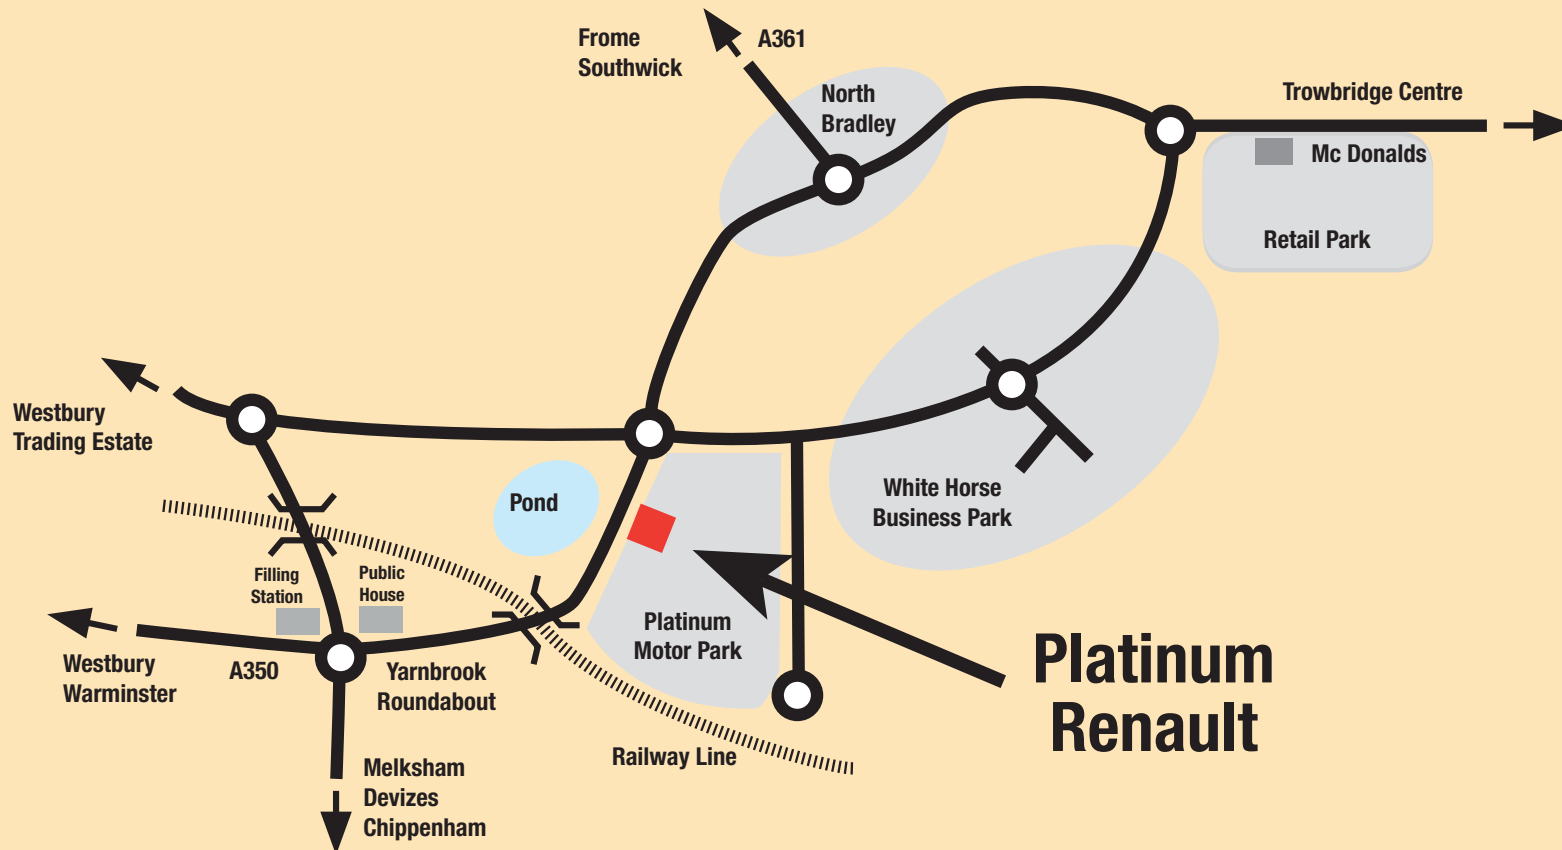 Frome
Southwick
A361
North
Bradley
Trowbridge Centre
Mc Donalds
Retail Park
Westbury
Trading Estate
Pond
White Horse
Business Park
Filling
Station
Public
House
Platinum
Motor Park
Westbury
Warminster
A350
Yarnbrook
Roundabout
Platinum
Renault
Railway Line
Melksham
Devizes
Chippenham